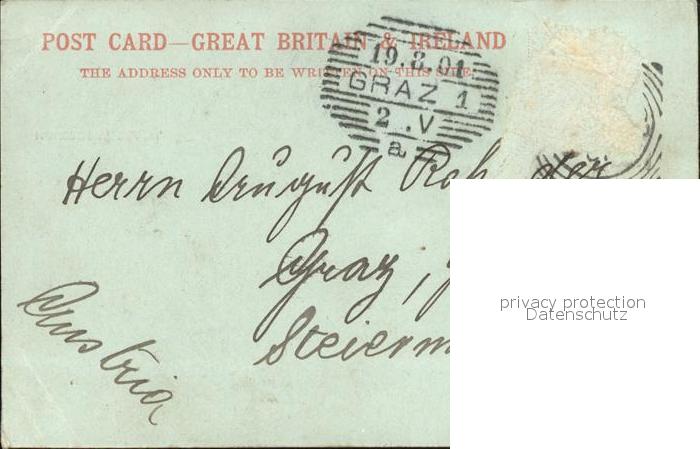 POST CARD—GREAT BRITAIN & IRELAND
THE ADDRESS ONLY TO BE WRITTEN ON THIS SIDE.
19.8.01
GRAZ 1
2 .V
a
Herrn August
Graz,
Steierm
Austria
privacy protection
Datenschutz